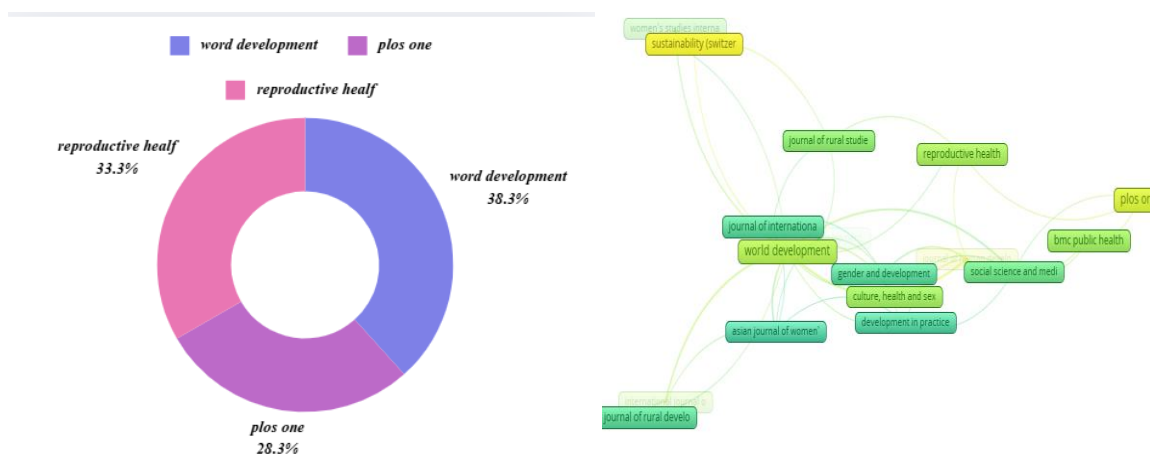 word development
plos one
reproductive healf
reproductive healf
33.3%
word development
38.3%
plos one
28.3%
women's studies interna
sustainability (switzer
journal of rural studie
reproductive health
plos on
journal of internationa
world development
bmc public health
gender and development
social science and medi
culture, health and sex
development in practice
asian journal of women'
international journal o
journal of rural develo